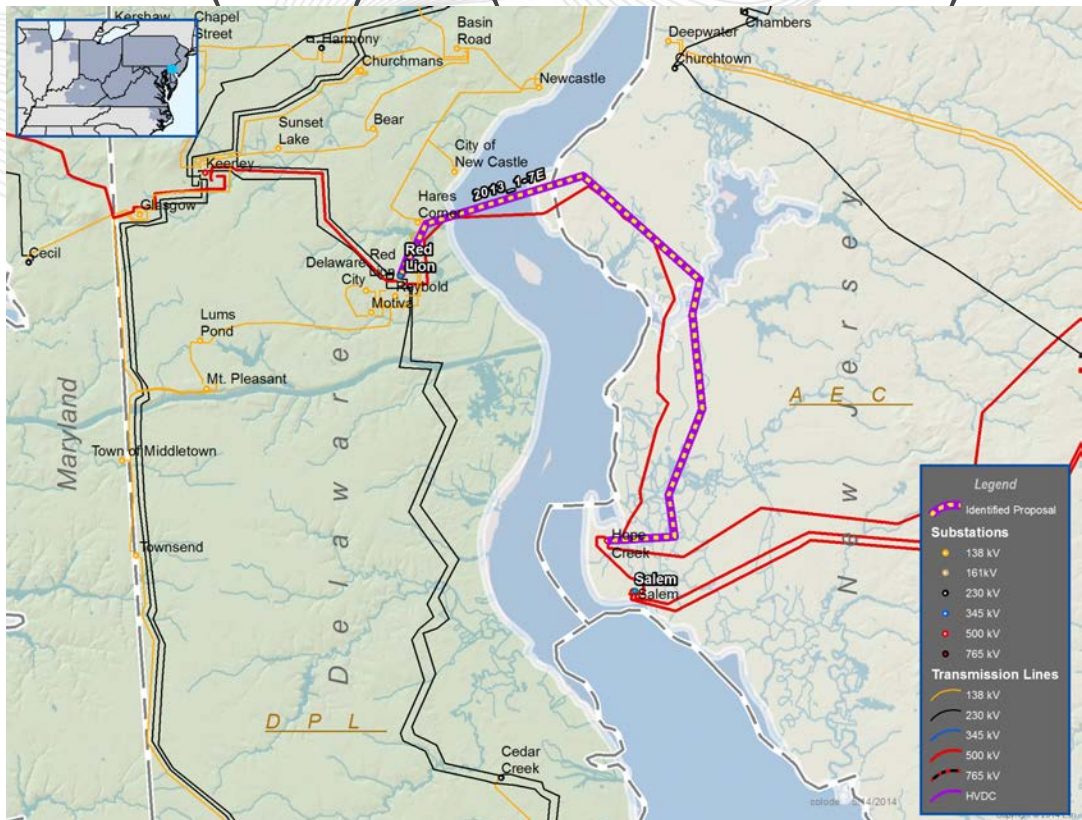 Kershaw
Chapel
Street
Harmony
Basin
Road
Churchmans
Chambers
Deepwater
Churchtown
Newcastle
Sunset
Lake
Bear
City of
New Castle
Keeney
Glasgow
Hares
Corner
2013_1-7E
Cecil
Red
Lion
Red
Lion
Delaware
City
Reybold
Motiva
Lums
Pond
Mt. Pleasant
Maryland
Delaware
New Jersey
A E C
Town of Middletown
Townsend
Hope
Creek
Salem
Salem
D P L
Cedar
Creek
Legend
Identified Proposal
Substations
138 kV
161kV
230 kV
345 kV
500 kV
765 kV
Transmission Lines
138 kV
230 kV
345 kV
500 kV
765 kV
HVDC